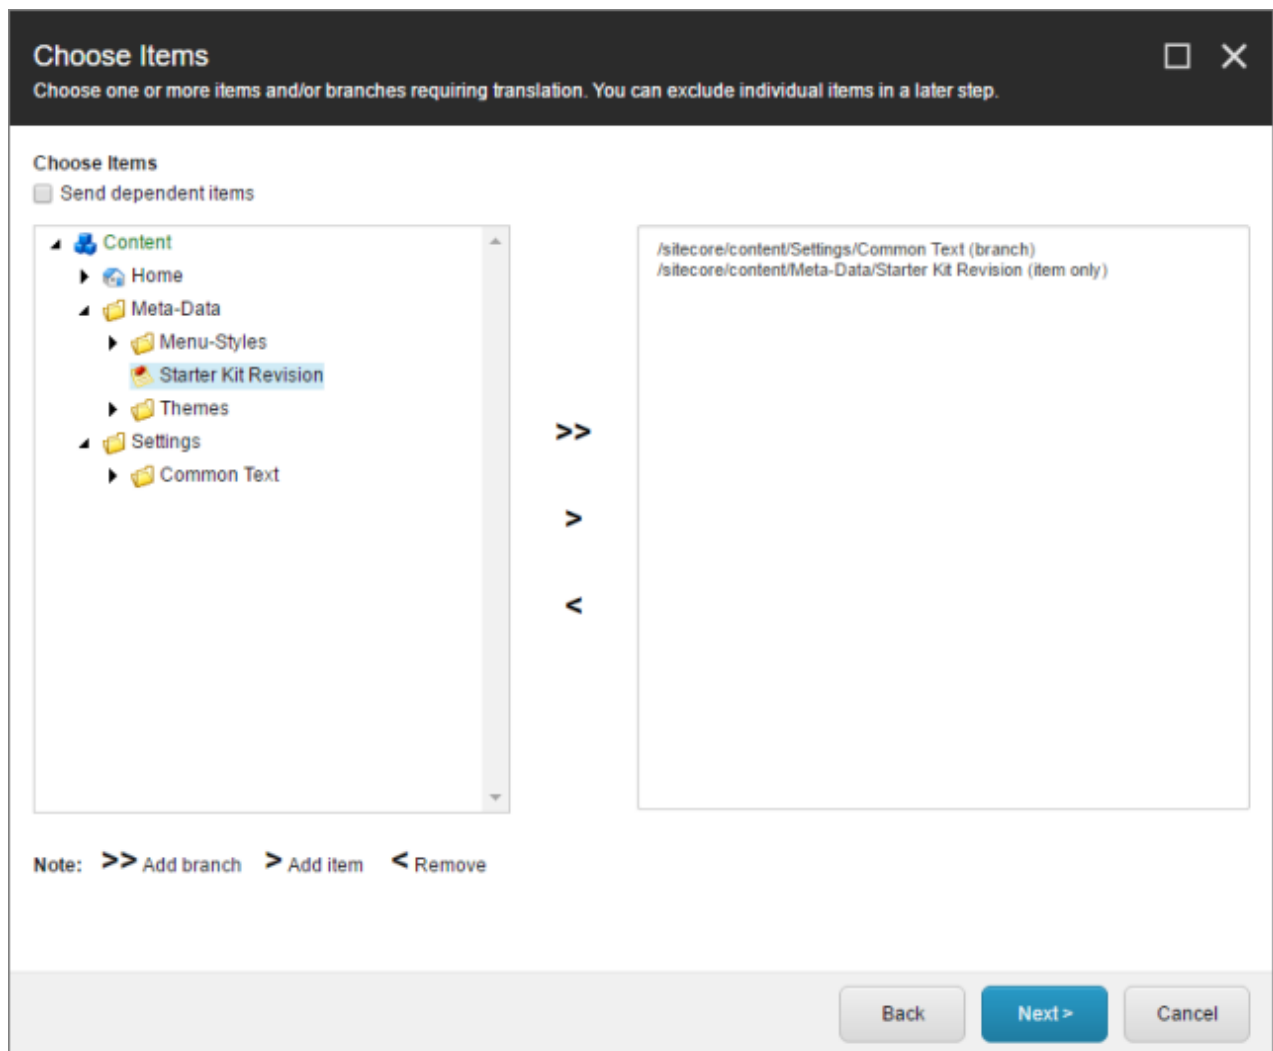 Choose Items
Choose one or more items and/or branches requiring translation. You can exclude individual items in a later step.
Choose Items
Send dependent items
Content
Home
Meta-Data
Menu-Styles
Starter Kit Revision
Themes
Settings
Common Text
>>
>
<
/sitecore/content/Settings/Common Text (branch)
/sitecore/content/Meta-Data/Starter Kit Revision (item only)
Note: >> Add branch > Add item < Remove
Back Next > Cancel